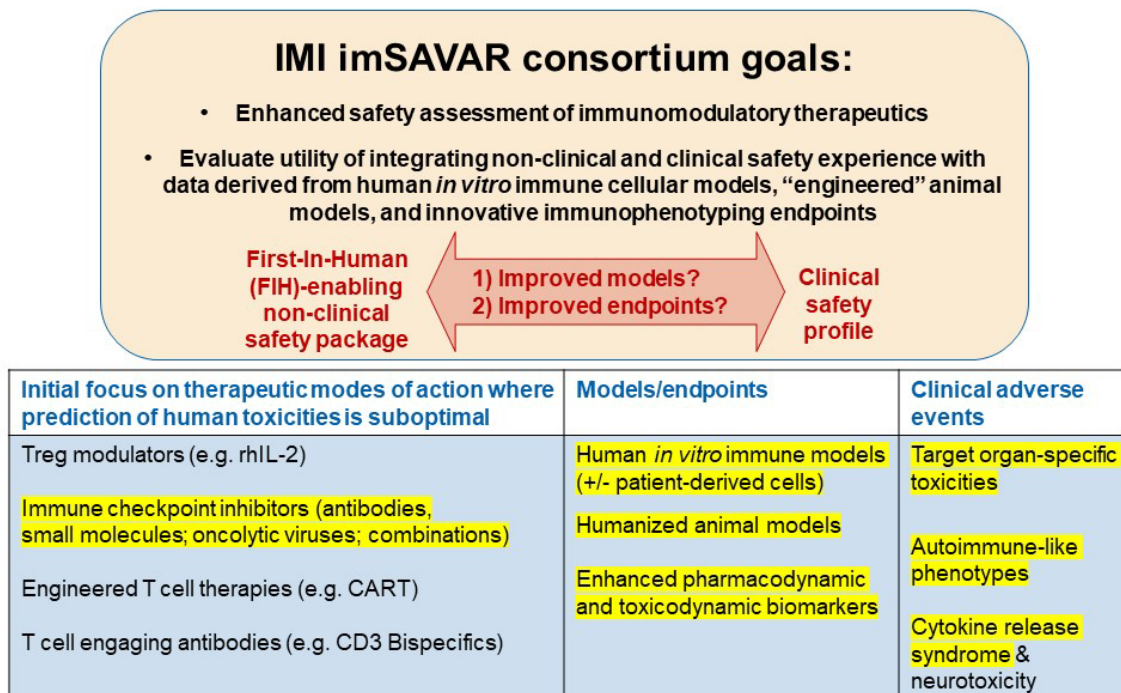 IMI imSAVAR consortium goals:
• Enhanced safety assessment of immunomodulatory therapeutics
• Evaluate utility of integrating non-clinical and clinical safety experience with
data derived from human in vitro immune cellular models, “engineered” animal
models, and innovative immunophenotyping endpoints
First-In-Human
(FIH)-enabling
non-clinical
safety package
1) Improved models?
2) Improved endpoints?
Clinical
safety
profile
Initial focus on therapeutic modes of action where
prediction of human toxicities is suboptimal
Models/endpoints
Clinical adverse
events
Treg modulators (e.g. rhIL-2)
Immune checkpoint inhibitors (antibodies,
small molecules; oncolytic viruses; combinations)
Engineered T cell therapies (e.g. CART)
T cell engaging antibodies (e.g. CD3 Bispecifics)
Human in vitro immune models
(+/- patient-derived cells)
Humanized animal models
Enhanced pharmacodynamic
and toxicodynamic biomarkers
Target organ-specific
toxicities
Autoimmune-like
phenotypes
Cytokine release
syndrome &
neurotoxicity